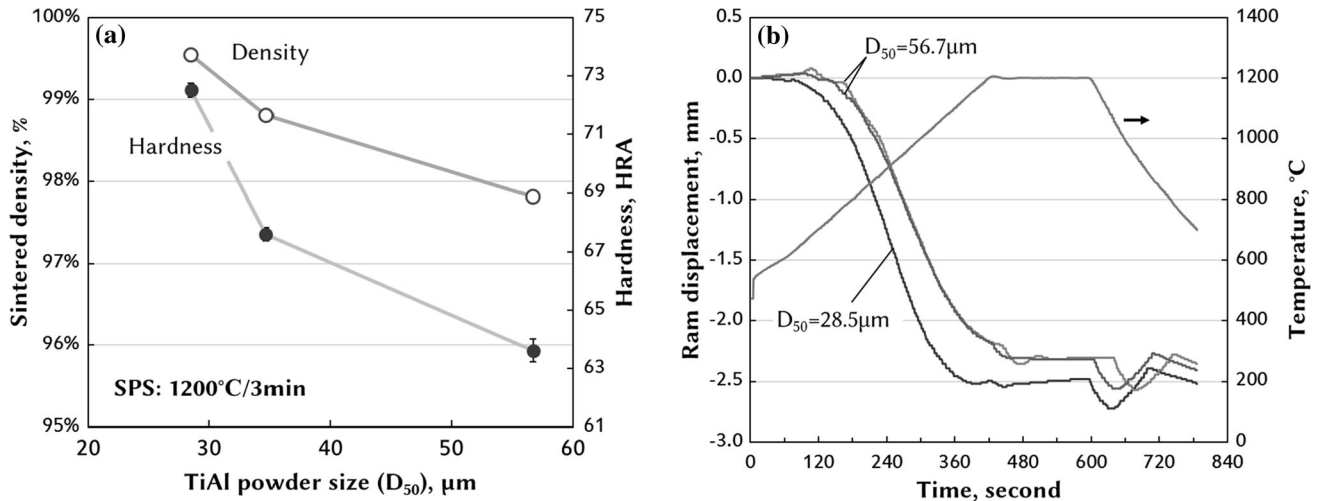 (a)
100%
99%
98%
97%
96%
95%
Sintered density, %
Density
Hardness
SPS: 1200°C/3min
75
73
71
69
67
65
63
61
Hardness, HRA
20 30 40 50 60
TiAl powder size (D50), μm
(b)
0.5
0.0
-0.5
-1.0
-1.5
-2.0
-2.5
-3.0
Ram displacement, mm
D50=56.7μm
D50=28.5μm
1400
1200
1000
800
600
400
200
0
Temperature, °C
0 120 240 360 480 600 720 840
Time, second